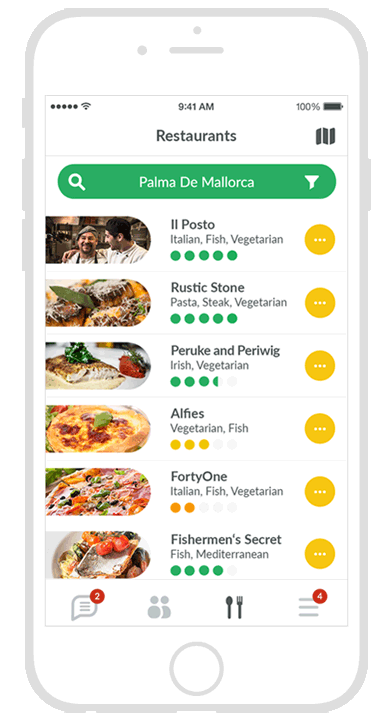 9:41 AM
100%
Restaurants
Palma De Mallorca
Il Posto
Italian, Fish, Vegetarian
Rustic Stone
Pasta, Steak, Vegetarian
Peruke and Periwig
Irish, Vegetarian
Alfies
Vegetarian, Fish
FortyOne
Italian, Fish, Vegetarian
Fishermen's Secret
Fish, Mediterranean
2
4